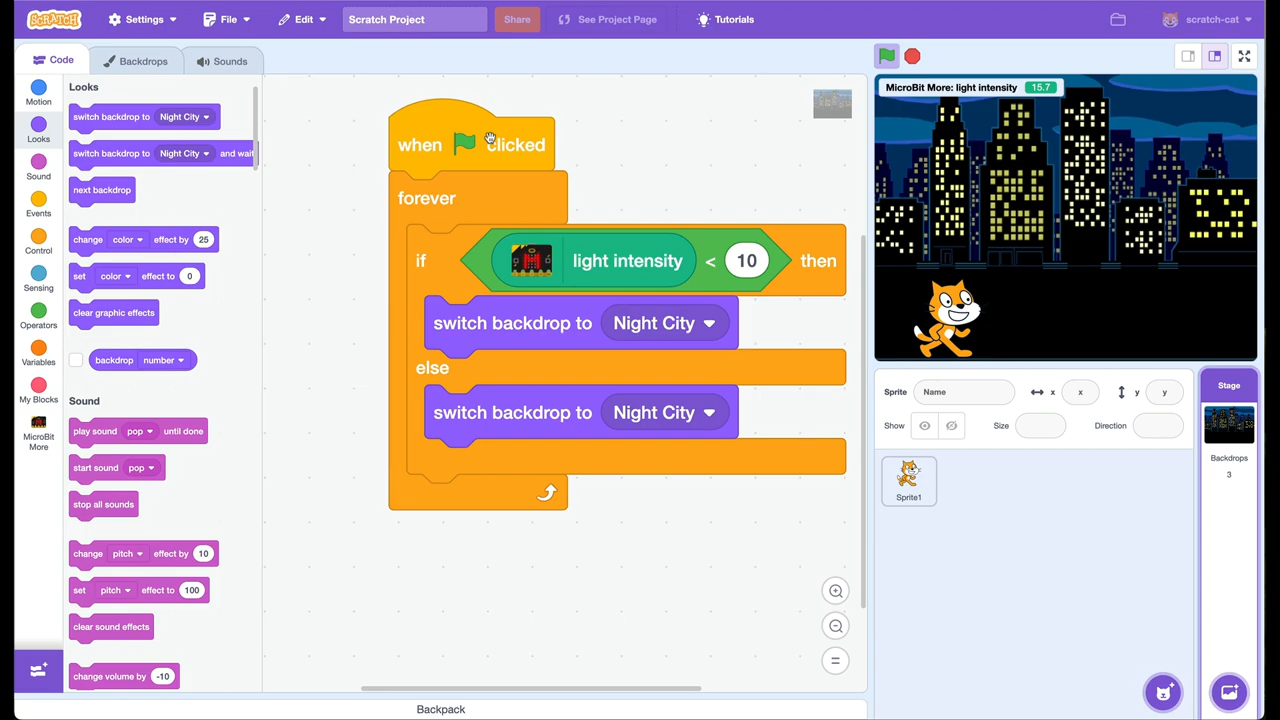 SCRATCH
Settings
File
Edit
Scratch Project
Share
See Project Page
Tutorials
scratch-cat
Code
Backdrops
Sounds
Motion
Looks
Sound
Events
Control
Sensing
Operators
Variables
My Blocks
MicroBit
More
Looks
switch backdrop to Night City
switch backdrop to Night City and wait
next backdrop
change color effect by 25
set color effect to 0
clear graphic effects
backdrop number
Sound
play sound pop until done
start sound pop
stop all sounds
change pitch effect by 10
set pitch effect to 100
clear sound effects
change volume by -10
when clicked
forever
if light intensity < 10 then
switch backdrop to Night City
else
switch backdrop to Night City
MicroBit More: light intensity 15.7
Sprite Name x x y y
Show Size Direction
Sprite1
Stage
Backdrops
3
Backpack